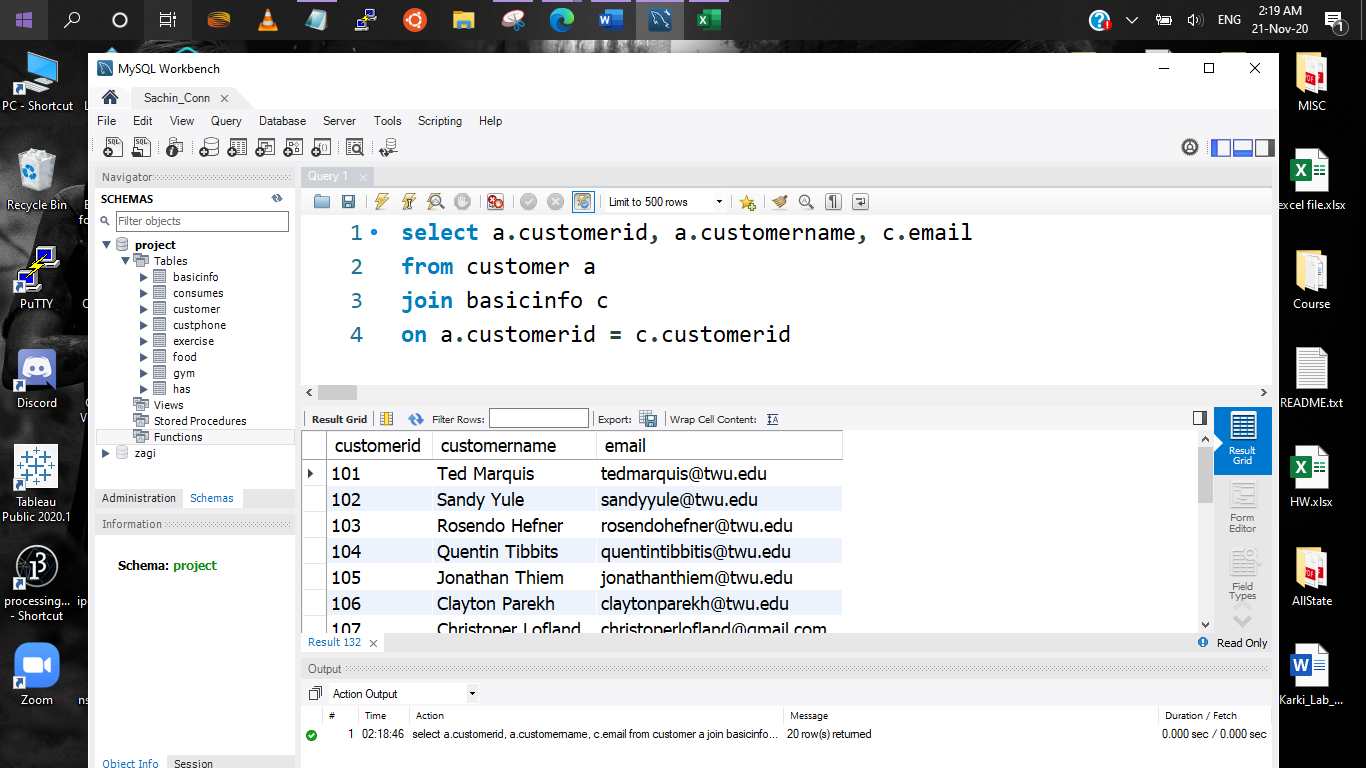 2:19 AM
ENG
21-Nov-20
1
MySQL Workbench
PC - Shortcut
MISC
Sachin_Conn
File Edit View Query Database Server Tools Scripting Help
Navigator
Query 1
SCHEMAS
Limit to 500 rows
Recycle Bin
excel file.xlsx
Filter objects
project
Tables
basicinfo
consumes
customer
custphone
exercise
food
gym
has
Views
Stored Procedures
Functions
zagi
1 select a.customerid, a.customername, c.email
2 from customer a
3 join basicinfo c
4 on a.customerid = c.customerid
PuTTY
Course
Discord
README.txt
Result Grid Filter Rows: Export: Wrap Cell Content:
customerid customername email
101 Ted Marquis tedmarquis@twu.edu
102 Sandy Yule sandyyule@twu.edu
103 Rosendo Hefner rosendohefner@twu.edu
104 Quentin Tibbits quentintibbitis@twu.edu
105 Jonathan Thiem jonathanthiem@twu.edu
106 Clayton Parekh claytonparekh@twu.edu
107 Christoper Lofland christoperlofland@gmail.com
Result
Grid
Form
Editor
Field
Types
Tableau
Public 2020.1
HW.xlsx
Administration Schemas
Information
Schema: project
processing...
- Shortcut
ip
AllState
Result 132
Read Only
Output
Action Output
# Time Action Message Duration / Fetch
1 02:18:46 select a.customerid, a.customername, c.email from customer a join basicinfo... 20 row(s) returned 0.000 sec / 0.000 sec
Zoom
ns
Karki_Lab_...
Object Info Session